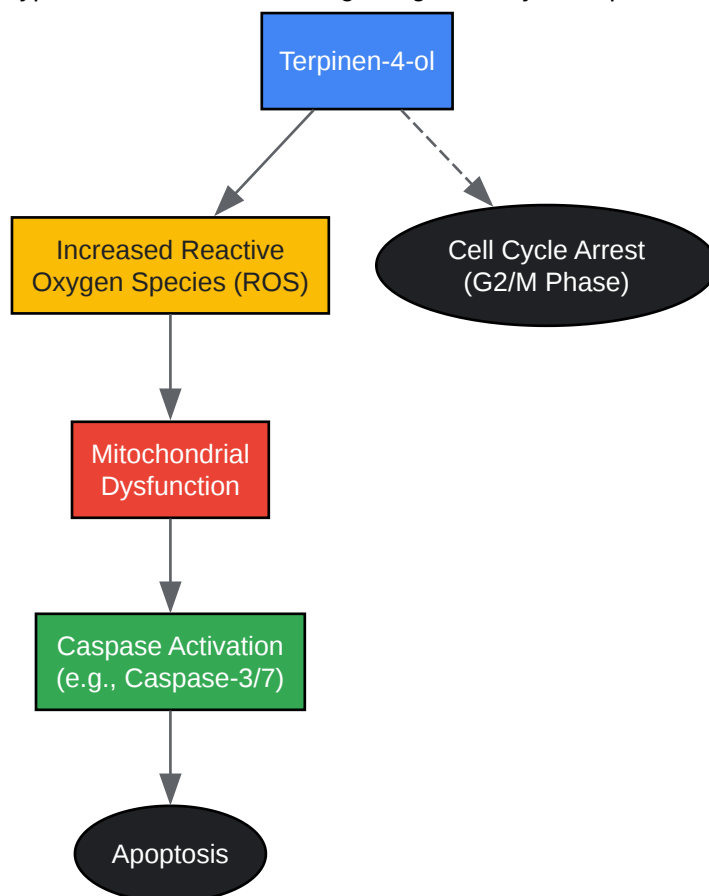 Terpinen-4-ol
Increased Reactive
Oxygen Species (ROS)
Cell Cycle Arrest
(G2/M Phase)
Mitochondrial
Dysfunction
Caspase Activation
(e.g., Caspase-3/7)
Apoptosis